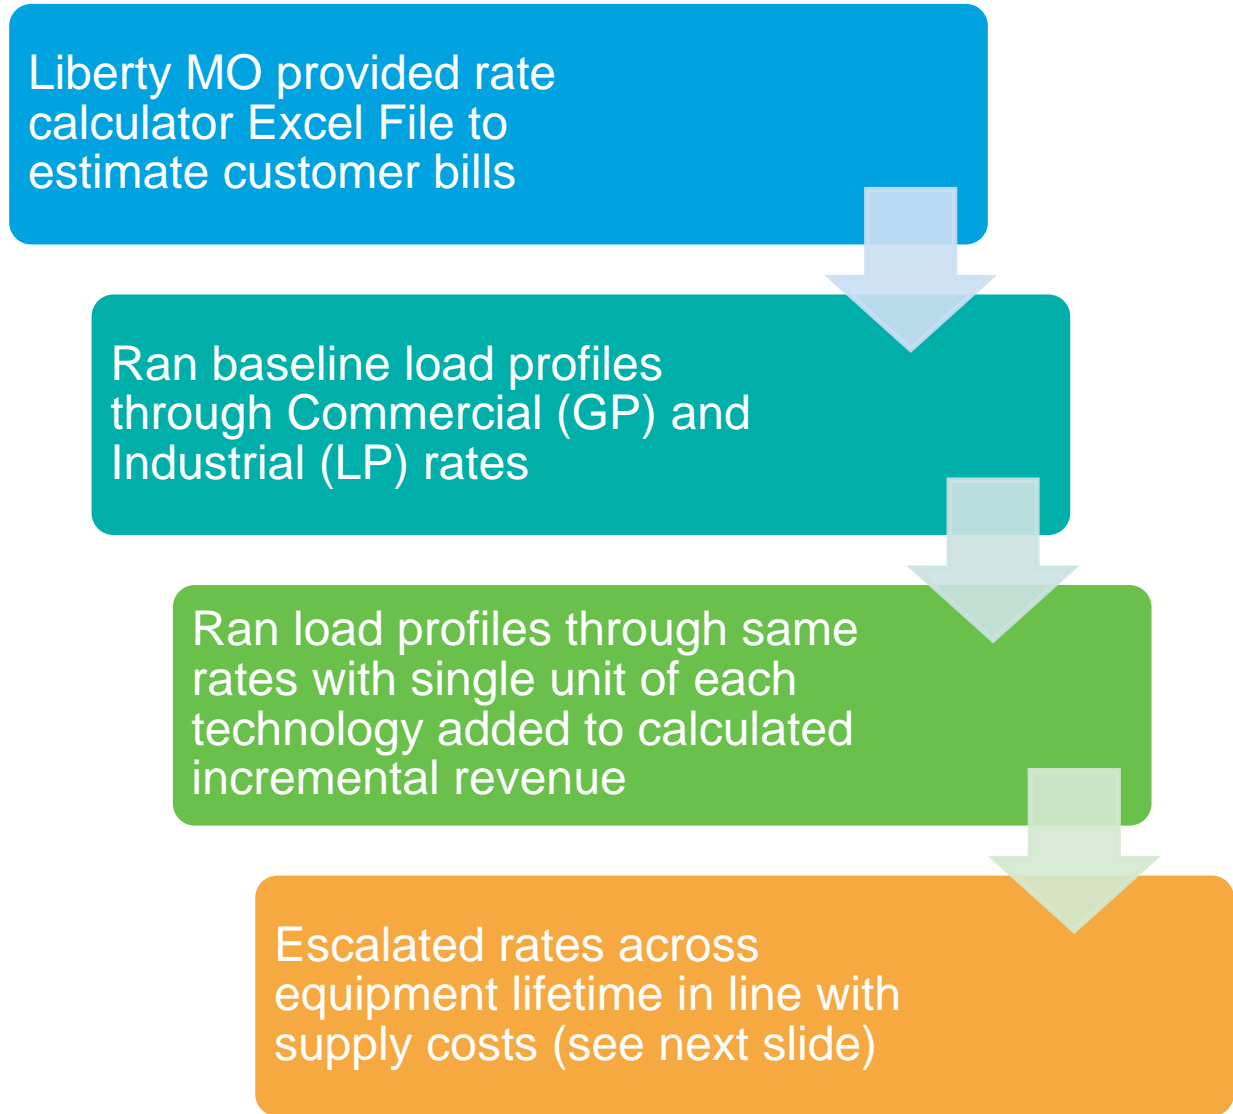 Liberty MO provided rate
calculator Excel File to
estimate customer bills
Ran baseline load profiles
through Commercial (GP) and
Industrial (LP) rates
Ran load profiles through same
rates with single unit of each
technology added to calculated
incremental revenue
Escalated rates across
equipment lifetime in line with
supply costs (see next slide)